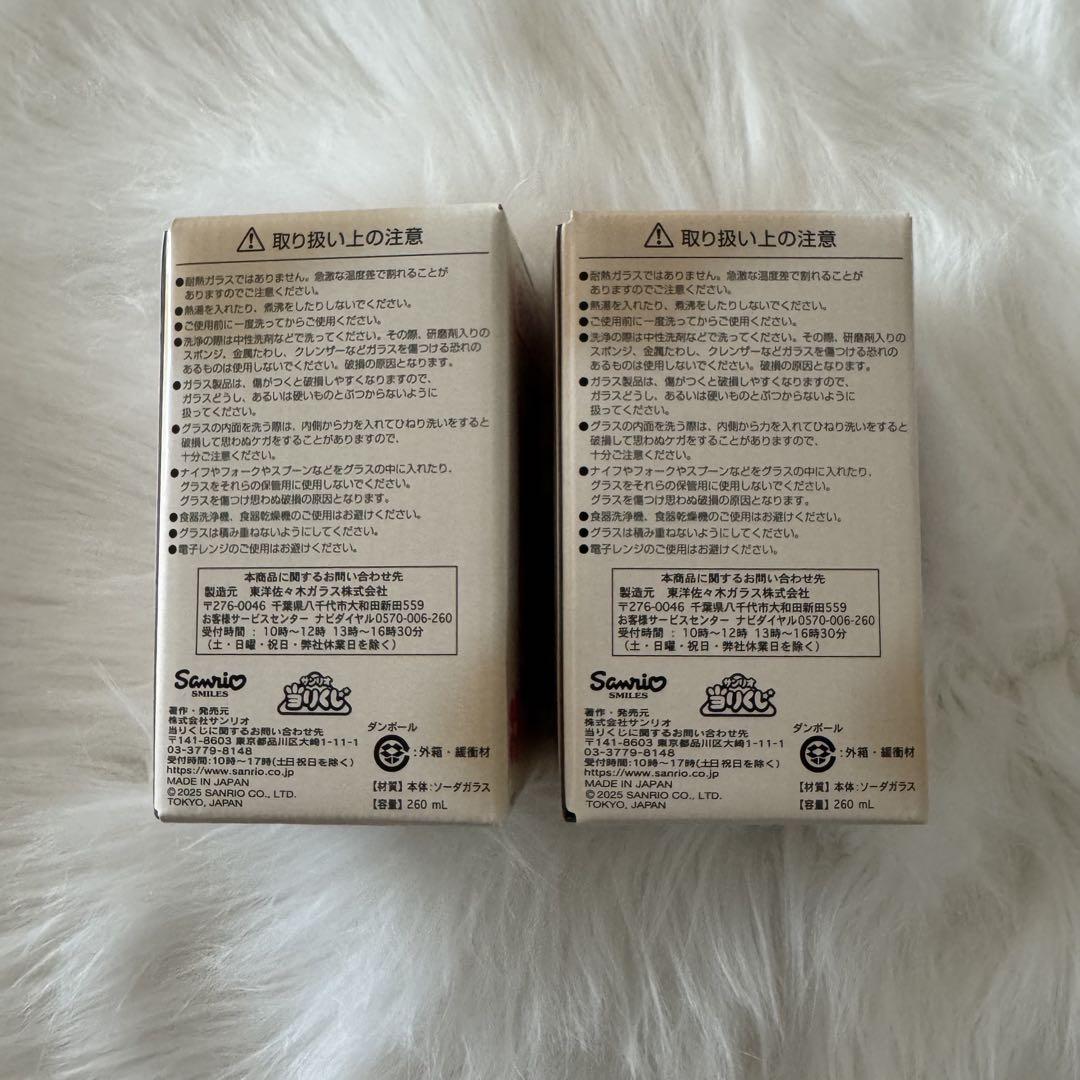 取り扱い上の注意
●耐熱ガラスではありません。急激な温度差で割れることが
ありますのでご注意ください。
●熱湯を入れたり、煮沸をしたりしないでください。
●ご使用前に一度洗ってからご使用ください。
●洗浄の際は中性洗剤などで洗ってください。その際、研磨剤入りの
スポンジ、金属たわし、クレンザーなどガラスを傷つける恐れの
あるものは使用しないでください。破損の原因となります。
●ガラス製品は、傷がつくと破損しやすくなりますので、
ガラスどうし、あるいは硬いものとぶつからないように
扱ってください。
●グラスの内面を洗う際は、内側から力を入れてひねり洗いをすると
破損して思わぬケガをすることがありますので、
十分ご注意ください。
●ナイフやフォークやスプーンなどをグラスの中に入れたり、
グラスをそれらの保管用に使用しないでください。
グラスを傷つけ思わぬ破損の原因となります。
●食器洗浄機、食器乾燥機のご使用はお避けください。
●グラスは積み重ねないようにしてください。
●電子レンジのご使用はお避けください。
本商品に関するお問い合わせ先
製造元 東洋佐々木ガラス株式会社
〒276-0046 千葉県八千代市大和田新田559
お客様サービスセンター ナビダイヤル0570-006-260
受付時間 : 10時〜12時 13時〜16時30分
(土・日曜・祝日・弊社休業日を除く)
Sanrio
SMILES
サンリオ
当りくじ
著作・発売元
株式会社サンリオ
当りくじに関するお問い合わせ先
〒141-8603 東京都品川区大崎1-11-1
03-3779-8148
受付時間:10時〜17時(土日祝日を除く)
https://www.sanrio.co.jp
MADE IN JAPAN
©2025 SANRIO CO., LTD.
TOKYO, JAPAN
ダンボール
:外箱・緩衝材
【材質】本体:ソーダガラス
【容量】260 mL
取り扱い上の注意
●耐熱ガラスではありません。急激な温度差で割れることが
ありますのでご注意ください。
●熱湯を入れたり、煮沸をしたりしないでください。
●ご使用前に一度洗ってからご使用ください。
●洗浄の際は中性洗剤などで洗ってください。その際、研磨剤入りの
スポンジ、金属たわし、クレンザーなどガラスを傷つける恐れの
あるものは使用しないでください。破損の原因となります。
●ガラス製品は、傷がつくと破損しやすくなりますので、
ガラスどうし、あるいは硬いものとぶつからないように
扱ってください。
●グラスの内面を洗う際は、内側から力を入れてひねり洗いをすると
破損して思わぬケガをすることがありますので、
十分ご注意ください。
●ナイフやフォークやスプーンなどをグラスの中に入れたり、
グラスをそれらの保管用に使用しないでください。
グラスを傷つけ思わぬ破損の原因となります。
●食器洗浄機、食器乾燥機のご使用はお避けください。
●グラスは積み重ねないようにしてください。
●電子レンジのご使用はお避けください。
本商品に関するお問い合わせ先
製造元 東洋佐々木ガラス株式会社
〒276-0046 千葉県八千代市大和田新田559
お客様サービスセンター ナビダイヤル0570-006-260
受付時間 : 10時〜12時 13時〜16時30分
(土・日曜・祝日・弊社休業日を除く)
Sanrio
SMILES
サンリオ
当りくじ
著作・発売元
株式会社サンリオ
当りくじに関するお問い合わせ先
〒141-8603 東京都品川区大崎1-11-1
03-3779-8148
受付時間:10時〜17時(土日祝日を除く)
https://www.sanrio.co.jp
MADE IN JAPAN
©2025 SANRIO CO., LTD.
TOKYO, JAPAN
ダンボール
:外箱・緩衝材
【材質】本体:ソーダガラス
【容量】260 mL